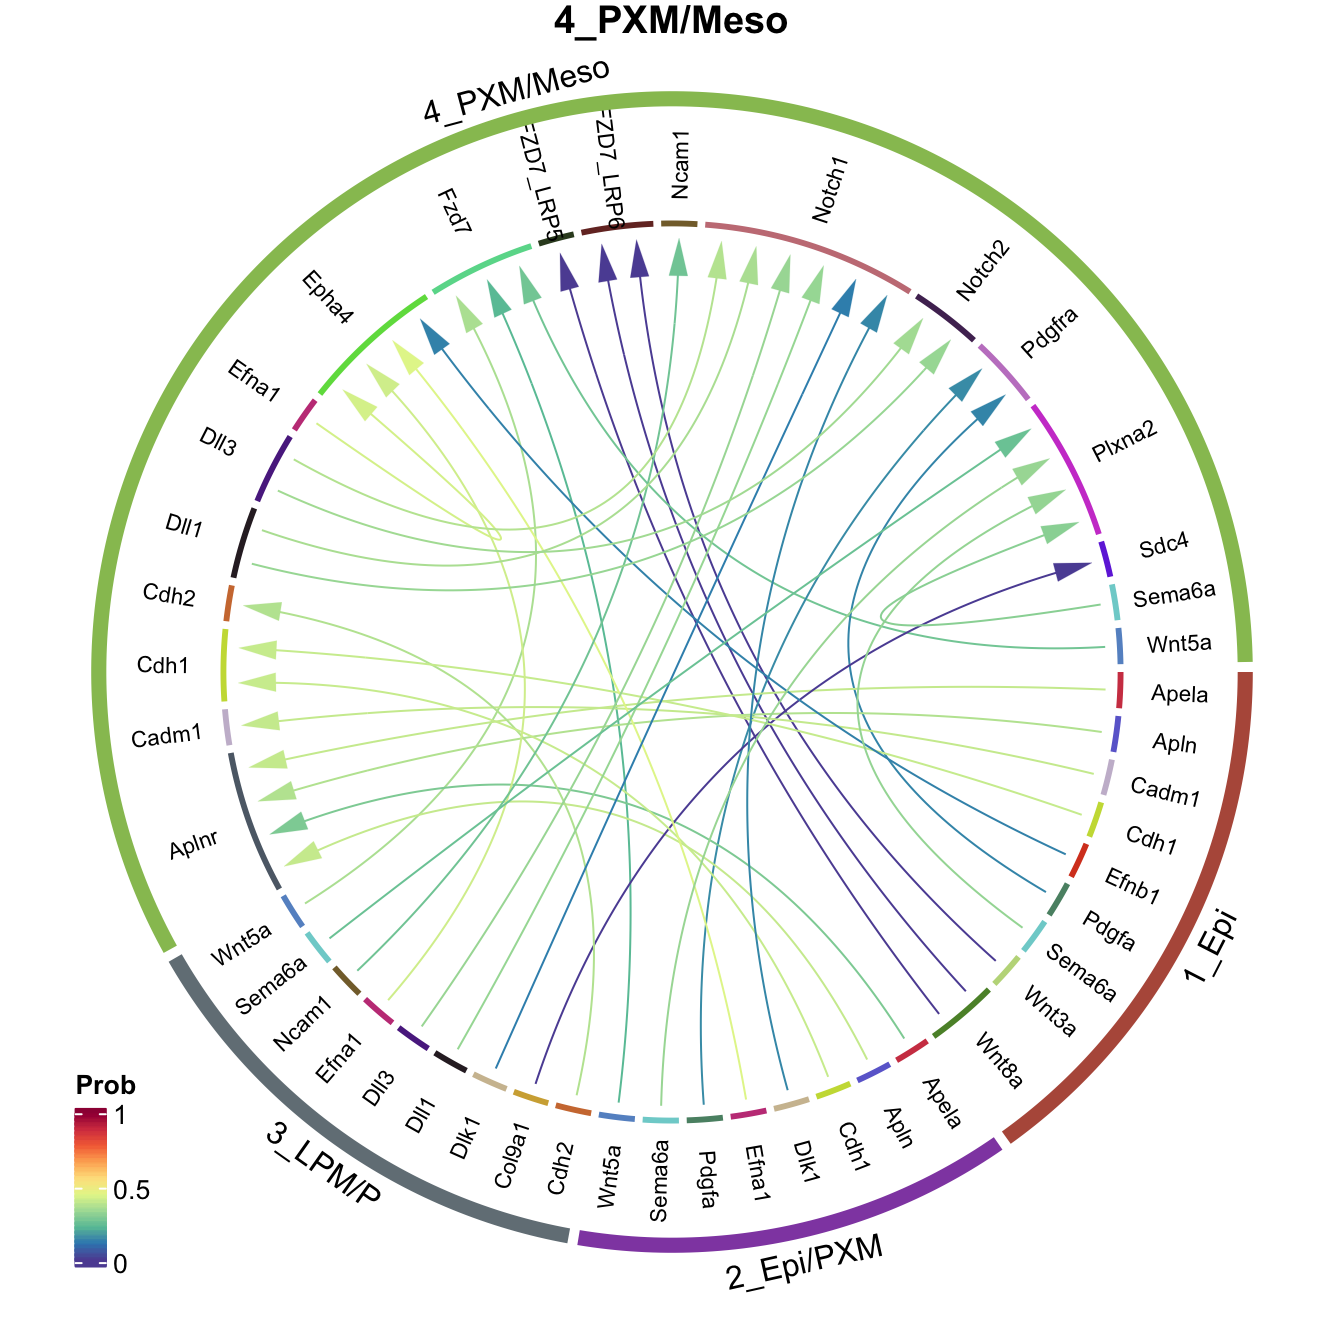 4_PXM/Meso
4_PXM/Meso
FZD7_LRP5
FZD7_LRP6
Ncam1
Notch1
Notch2
Pdgfra
Plxna2
Sdc4
Sema6a
Wnt5a
Apela
Apln
Cadm1
Cdh1
Efnb1
Pdgfa
Sema6a
Wnt3a
Wnt8a
1_Epi
Apela
Apln
Cdh1
Dlk1
Efna1
Pdgfa
Sema6a
Wnt5a
2_Epi/PXM
Cdh2
Col9a1
Dlk1
Dll1
Dll3
Efna1
Ncam1
Sema6a
Wnt5a
3_LPM/P
Aplnr
Cadm1
Cdh1
Cdh2
Dll1
Dll3
Efna1
Epha4
Fzd7
Prob
1
0.5
0